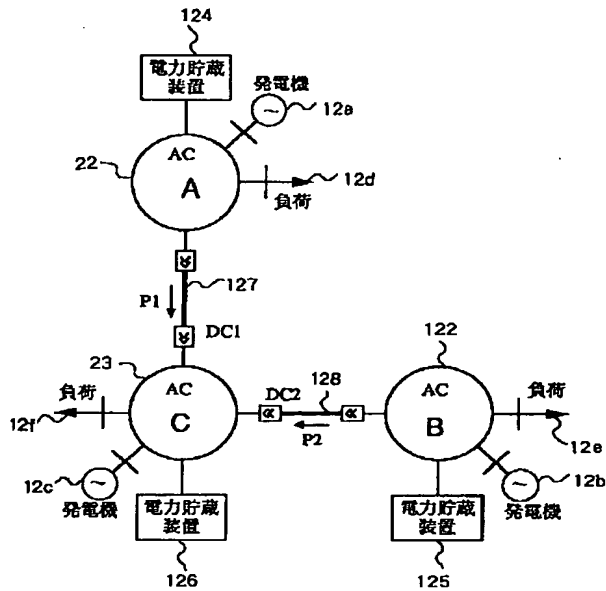 124
電力貯蔵
装置
発電機
~
12a
22
AC
A
12d
負荷
127
P1
DC1
23
122
負荷
AC
DC2
128
AC
負荷
12f
C
P2
B
12e
12c
~
発電機
電力貯蔵
装置
電力貯蔵
装置
~
12b
発電機
126
125